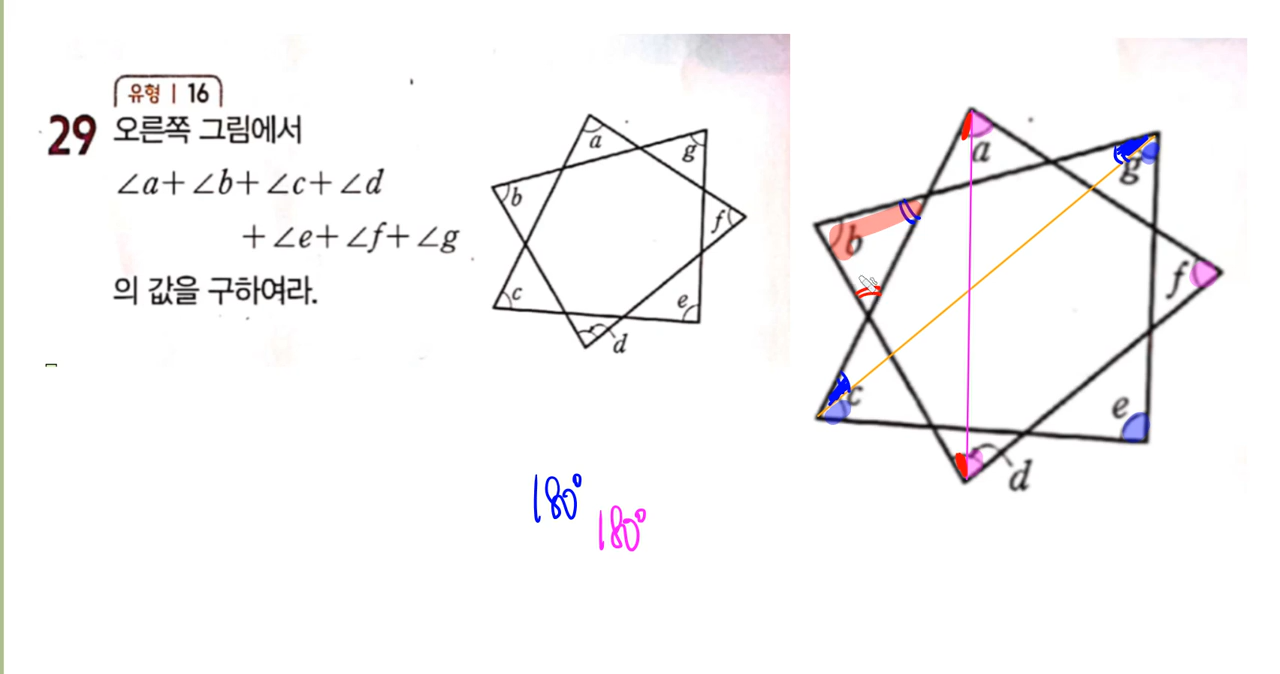 유형 | 16
29 오른쪽 그림에서
∠a+∠b+∠c+∠d
+∠e+∠f+∠g
의 값을 구하여라.
a
g
b
f
c
e
d
a
g
b
f
c
e
d
180°
180°